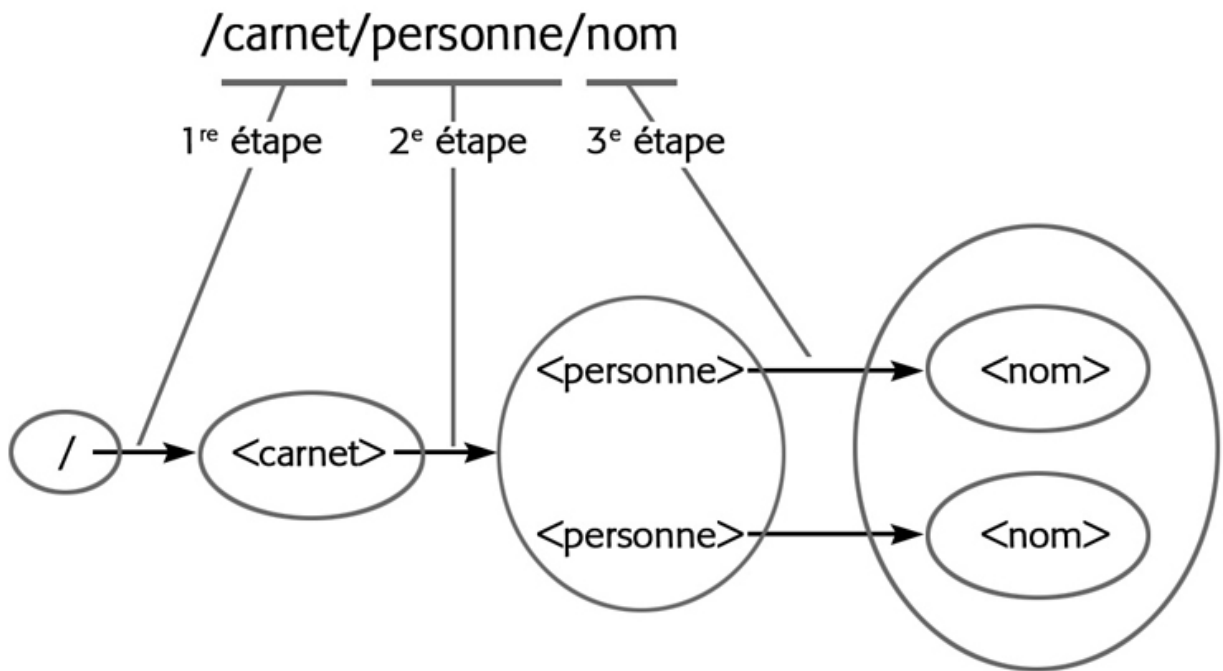 /carnet/personne/nom
1re étape 2e étape 3e étape
<personne> <nom>
/ <carnet>
<personne> <nom>